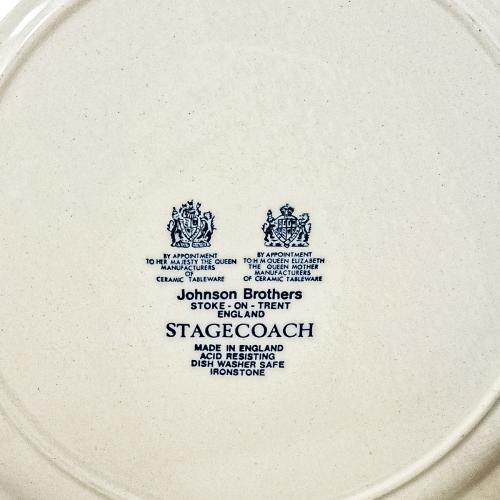 BY APPOINTMENT
TO HER MAJESTY THE QUEEN
MANUFACTURERS
OF
CERAMIC TABLEWARE
BY APPOINTMENT
TO H M QUEEN ELIZABETH
THE QUEEN MOTHER
MANUFACTURERS
OF CERAMIC TABLEWARE
Johnson Brothers
STOKE - ON - TRENT
ENGLAND
STAGECOACH
MADE IN ENGLAND
ACID RESISTING
DISH WASHER SAFE
IRONSTONE